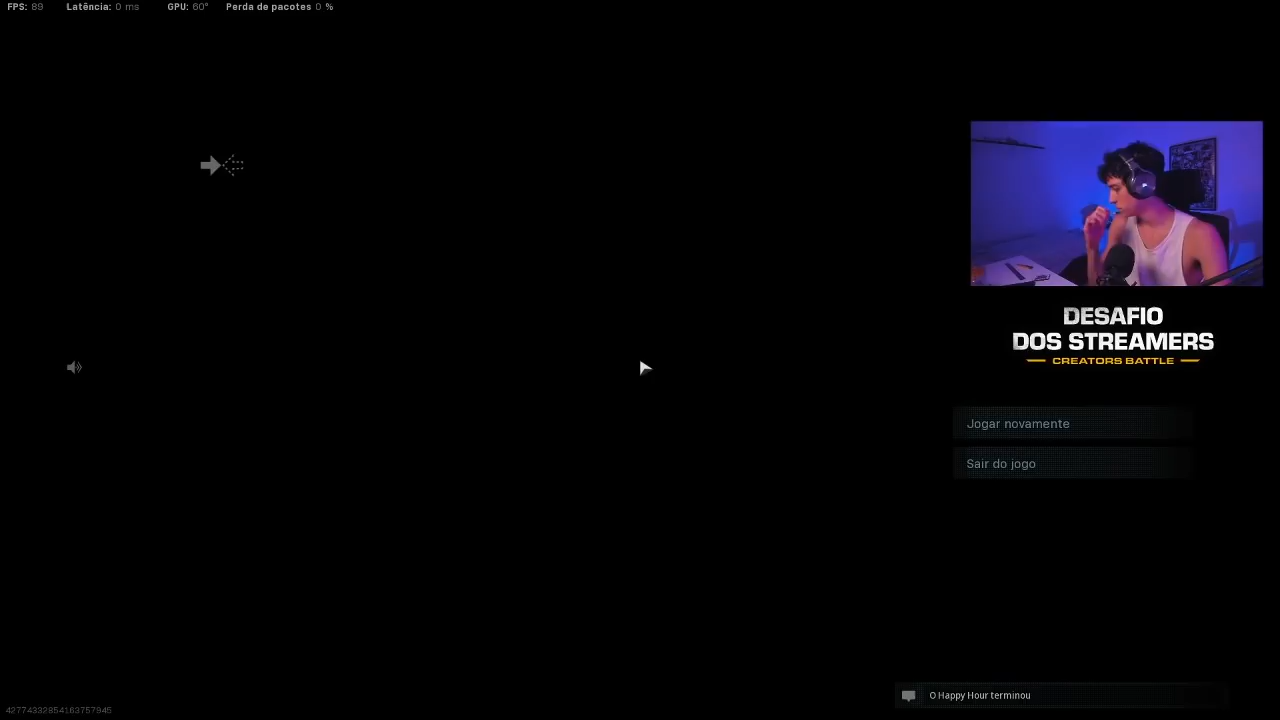 FPS: 89 Latência: 0 ms GPU: 60° Perda de pacotes 0 %
DESAFIO
DOS STREAMERS
CREATORS BATTLE
Jogar novamente
Sair do jogo
O Happy Hour terminou
42774332854163757945